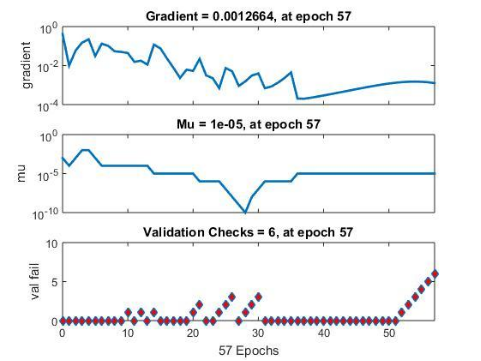 Gradient = 0.0012664, at epoch 57
10^0
10^-2
10^-4
gradient
Mu = 1e-05, at epoch 57
10^0
10^-5
10^-10
mu
Validation Checks = 6, at epoch 57
10
5
0
val fail
0 10 20 30 40 50
57 Epochs